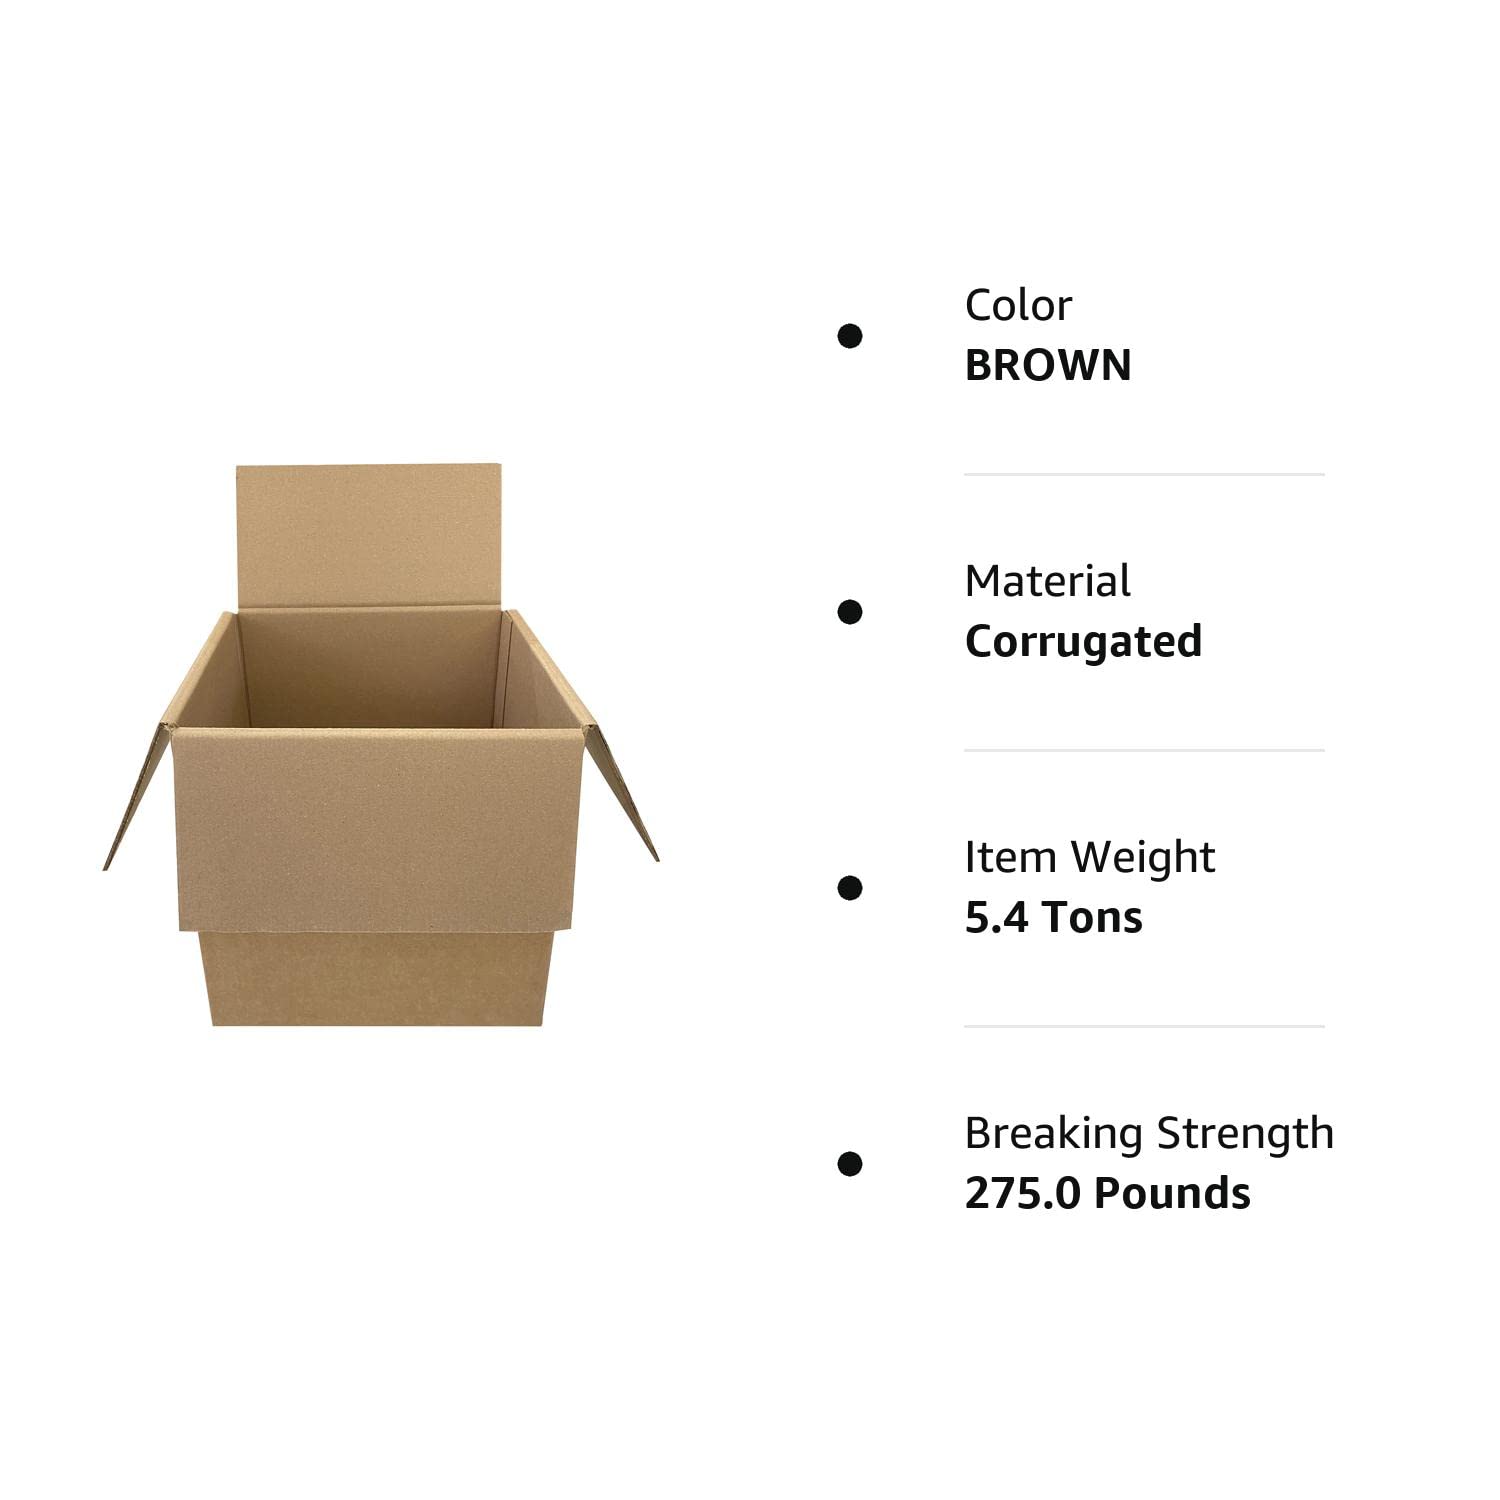 Color
BROWN
Material
Corrugated
Item Weight
5.4 Tons
Breaking Strength
275.0 Pounds